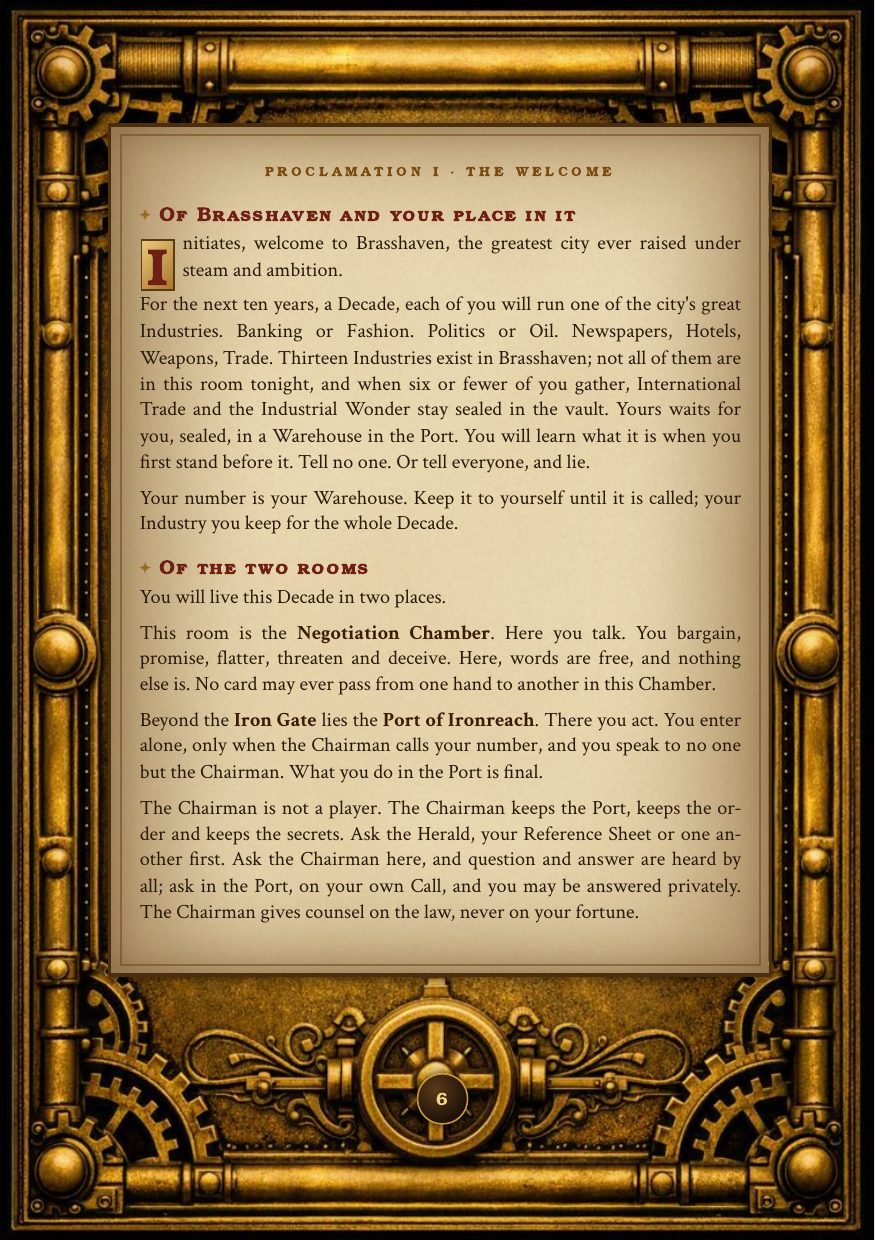 PROCLAMATION I · THE WELCOME
✦ OF BRASSHAVEN AND YOUR PLACE IN IT
Initiates, welcome to Brasshaven, the greatest city ever raised under
steam and ambition.
For the next ten years, a Decade, each of you will run one of the city's great
Industries. Banking or Fashion. Politics or Oil. Newspapers, Hotels,
Weapons, Trade. Thirteen Industries exist in Brasshaven; not all of them are
in this room tonight, and when six or fewer of you gather, International
Trade and the Industrial Wonder stay sealed in the vault. Yours waits for
you, sealed, in a Warehouse in the Port. You will learn what it is when you
first stand before it. Tell no one. Or tell everyone, and lie.
Your number is your Warehouse. Keep it to yourself until it is called; your
Industry you keep for the whole Decade.
✦ OF THE TWO ROOMS
You will live this Decade in two places.
This room is the Negotiation Chamber. Here you talk. You bargain,
promise, flatter, threaten and deceive. Here, words are free, and nothing
else is. No card may ever pass from one hand to another in this Chamber.
Beyond the Iron Gate lies the Port of Ironreach. There you act. You enter
alone, only when the Chairman calls your number, and you speak to no one
but the Chairman. What you do in the Port is final.
The Chairman is not a player. The Chairman keeps the Port, keeps the or-
der and keeps the secrets. Ask the Herald, your Reference Sheet or one an-
other first. Ask the Chairman here, and question and answer are heard by
all; ask in the Port, on your own Call, and you may be answered privately.
The Chairman gives counsel on the law, never on your fortune.
6